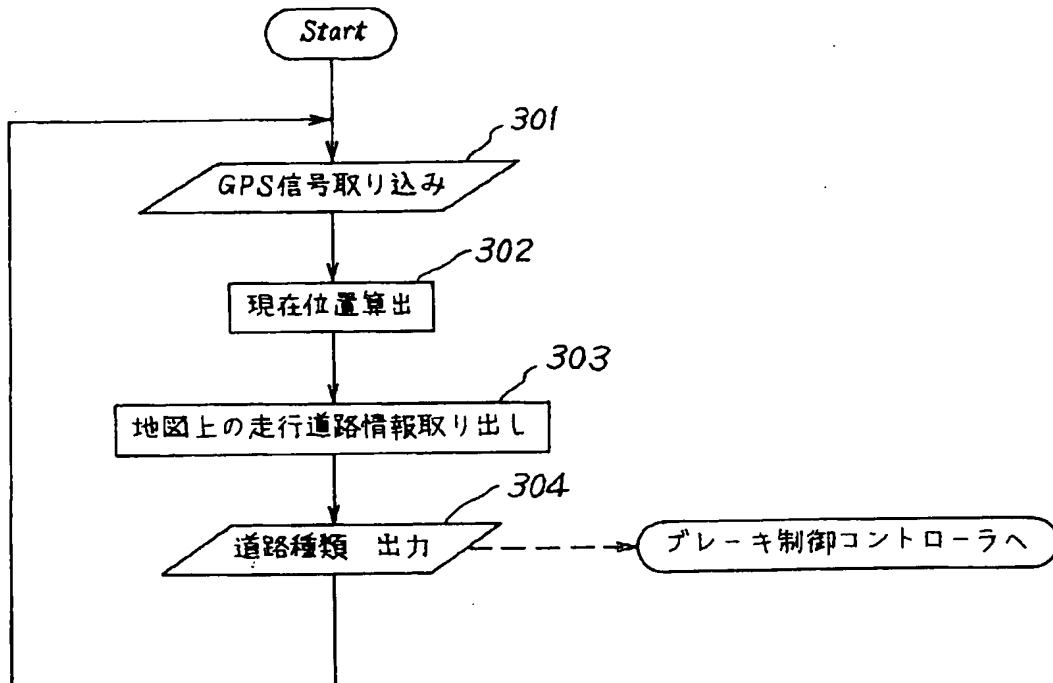 Start
301
GPS信号取り込み
302
現在位置算出
303
地図上の走行道路情報取り出し
304
道路種類 出力
ブレーキ制御コントローラへ